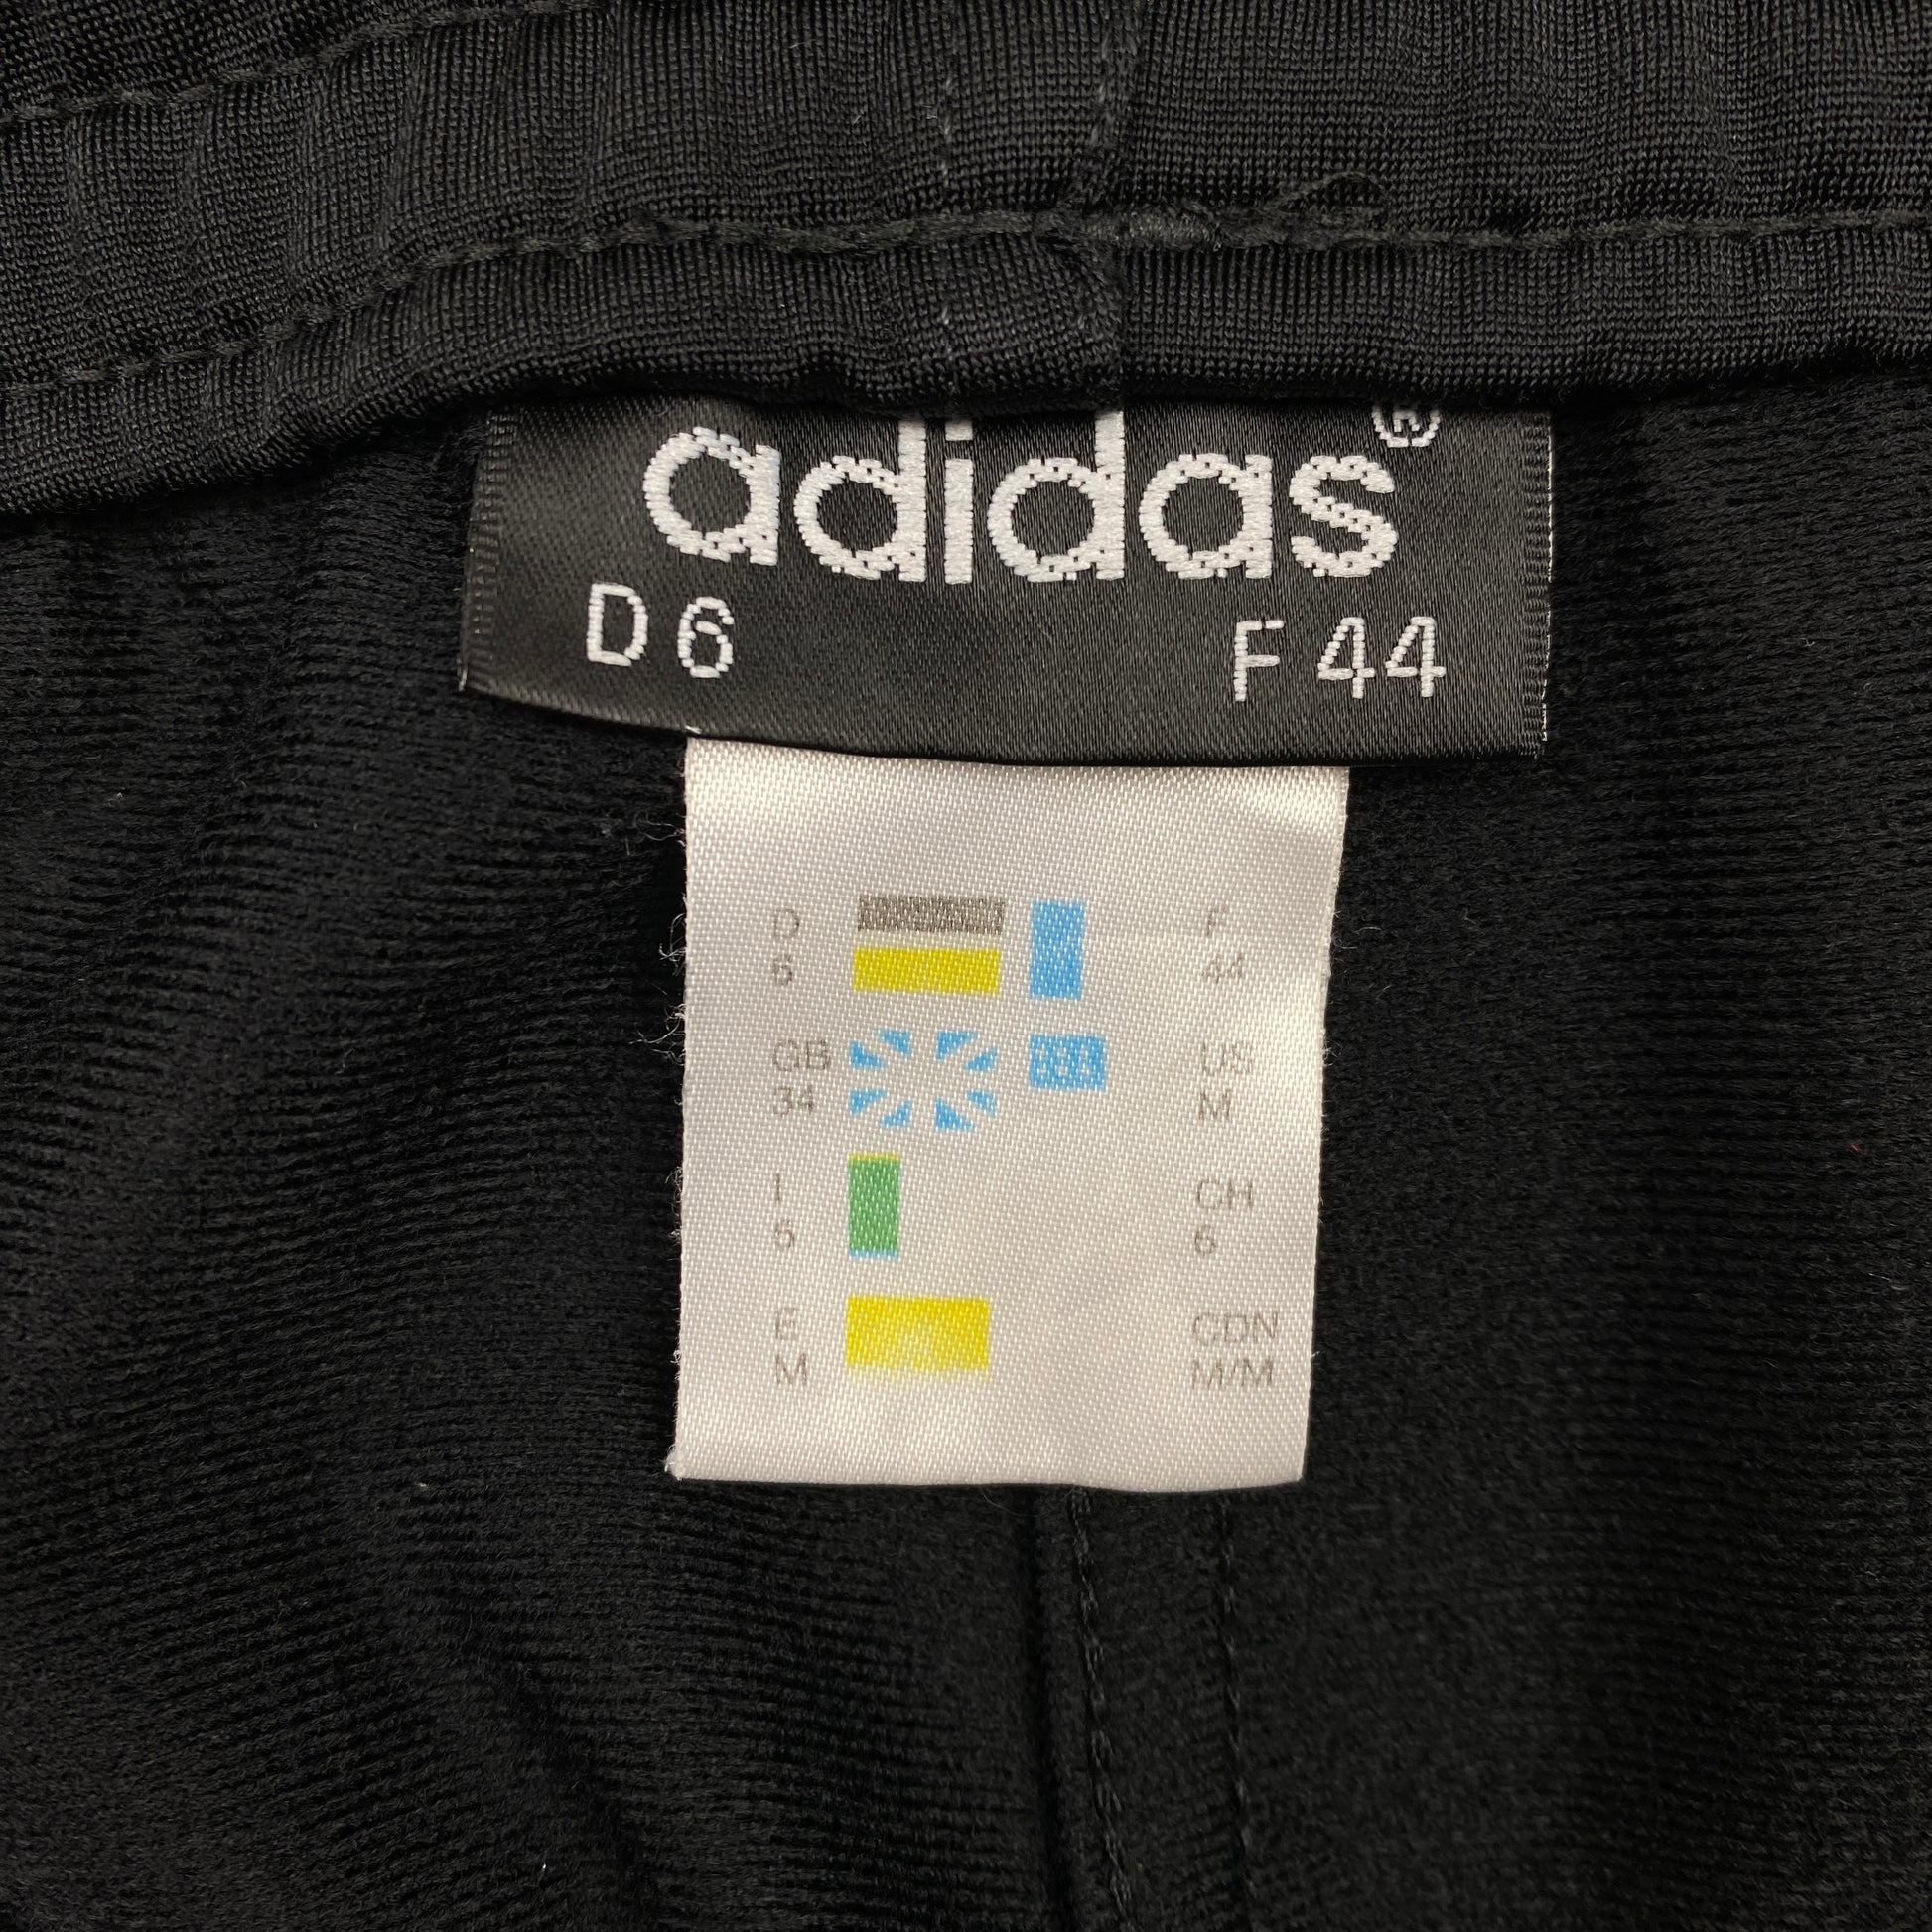 adidas®
D 6 F 44
D F
6 44
GB US
34 M
I CH
5 6
E CDN
M M/M